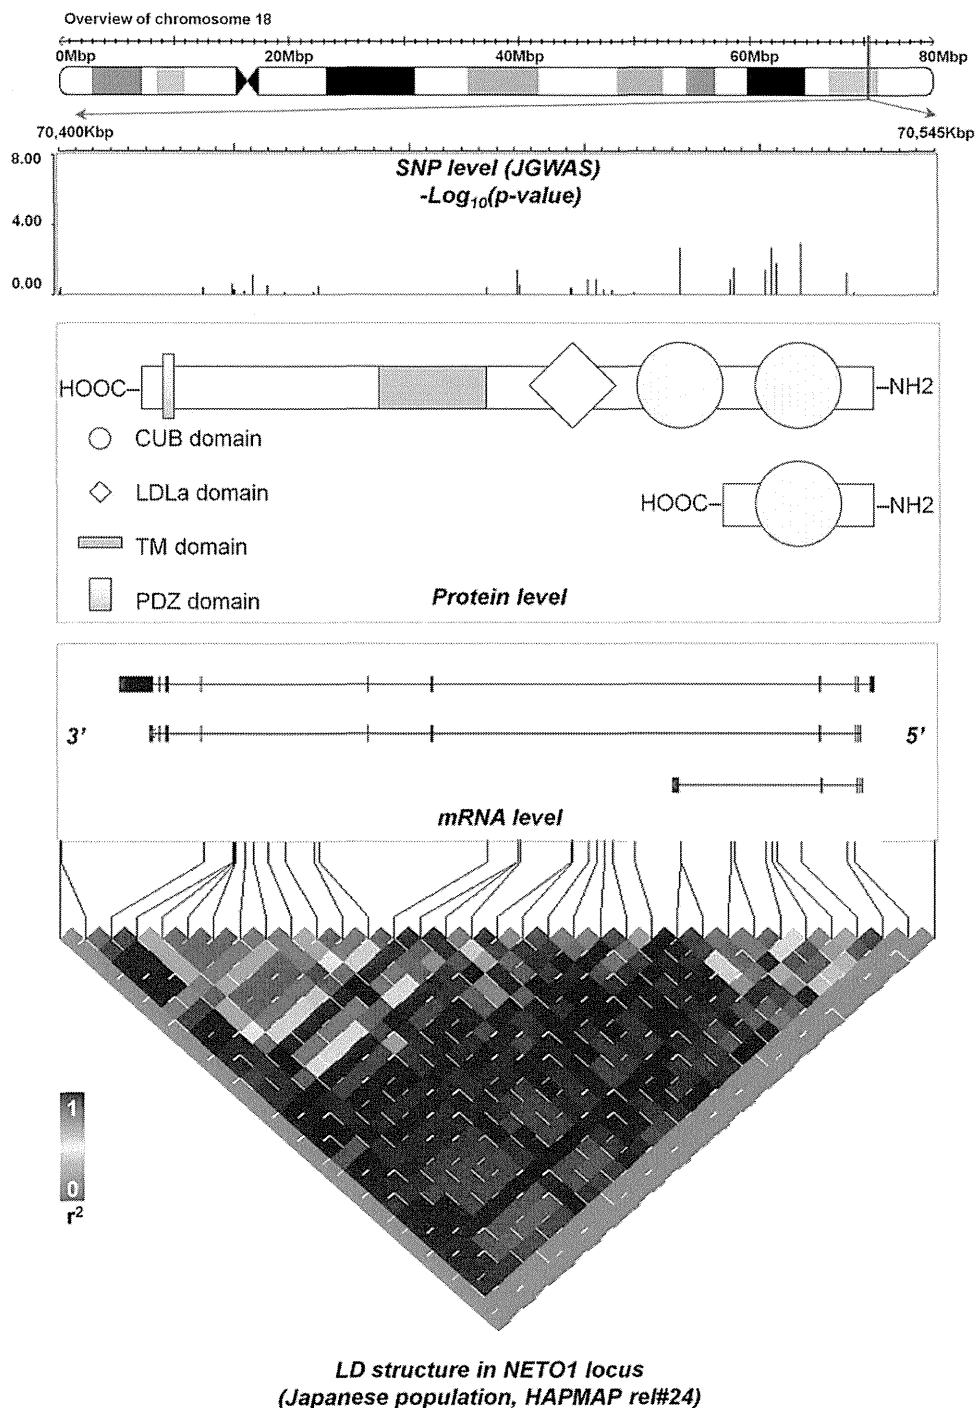 Overview of chromosome 18
0Mbp 20Mbp 40Mbp 60Mbp 80Mbp
70,400Kbp 70,545Kbp
8.00
SNP level (JGWAS)
-Log10(p-value)
4.00
0.00
HOOC NH2
CUB domain
LDLa domain
HOOC NH2
TM domain
PDZ domain
Protein level
3' 5'
mRNA level
1
0
r2
LD structure in NETO1 locus
(Japanese population, HAPMAP rel#24)